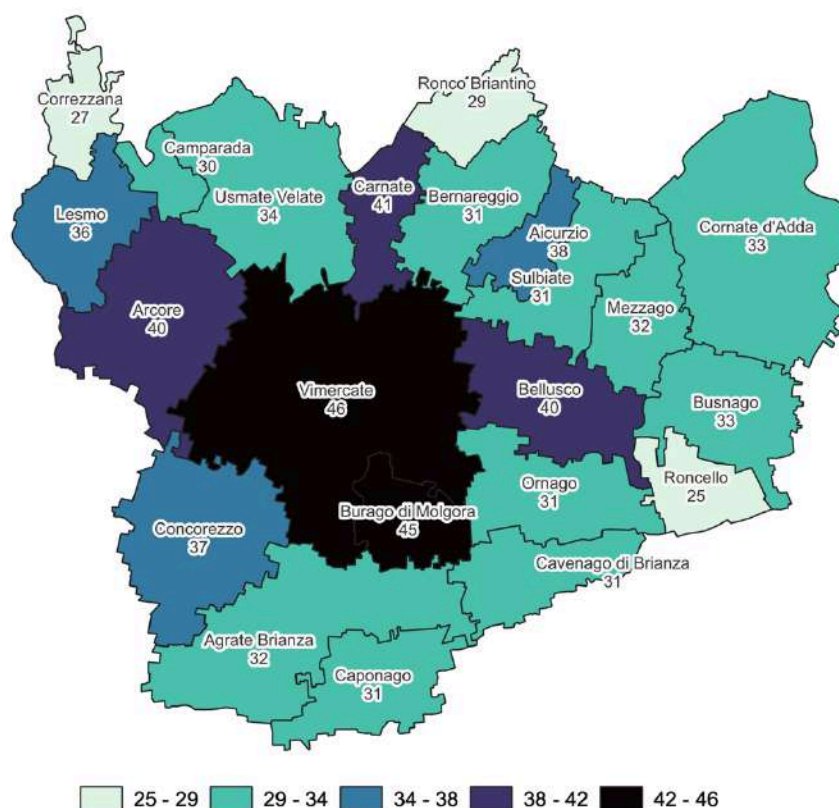 Ronco Briantino
29
Correzzana
27
Camparada
30
Usmate Velate
34
Carnate
41
Bernareggio
31
Lesmo
36
Aicurzio
38
Cornate d'Adda
33
Sulbiate
31
Arcore
40
Mezzago
32
Vimercate
46
Bellusco
40
Busnago
33
Roncello
25
Ornago
31
Burago di Molgora
45
Concorezzo
37
Cavenago di Brianza
31
Agrate Brianza
32
Caponago
31
25 - 29
29 - 34
34 - 38
38 - 42
42 - 46